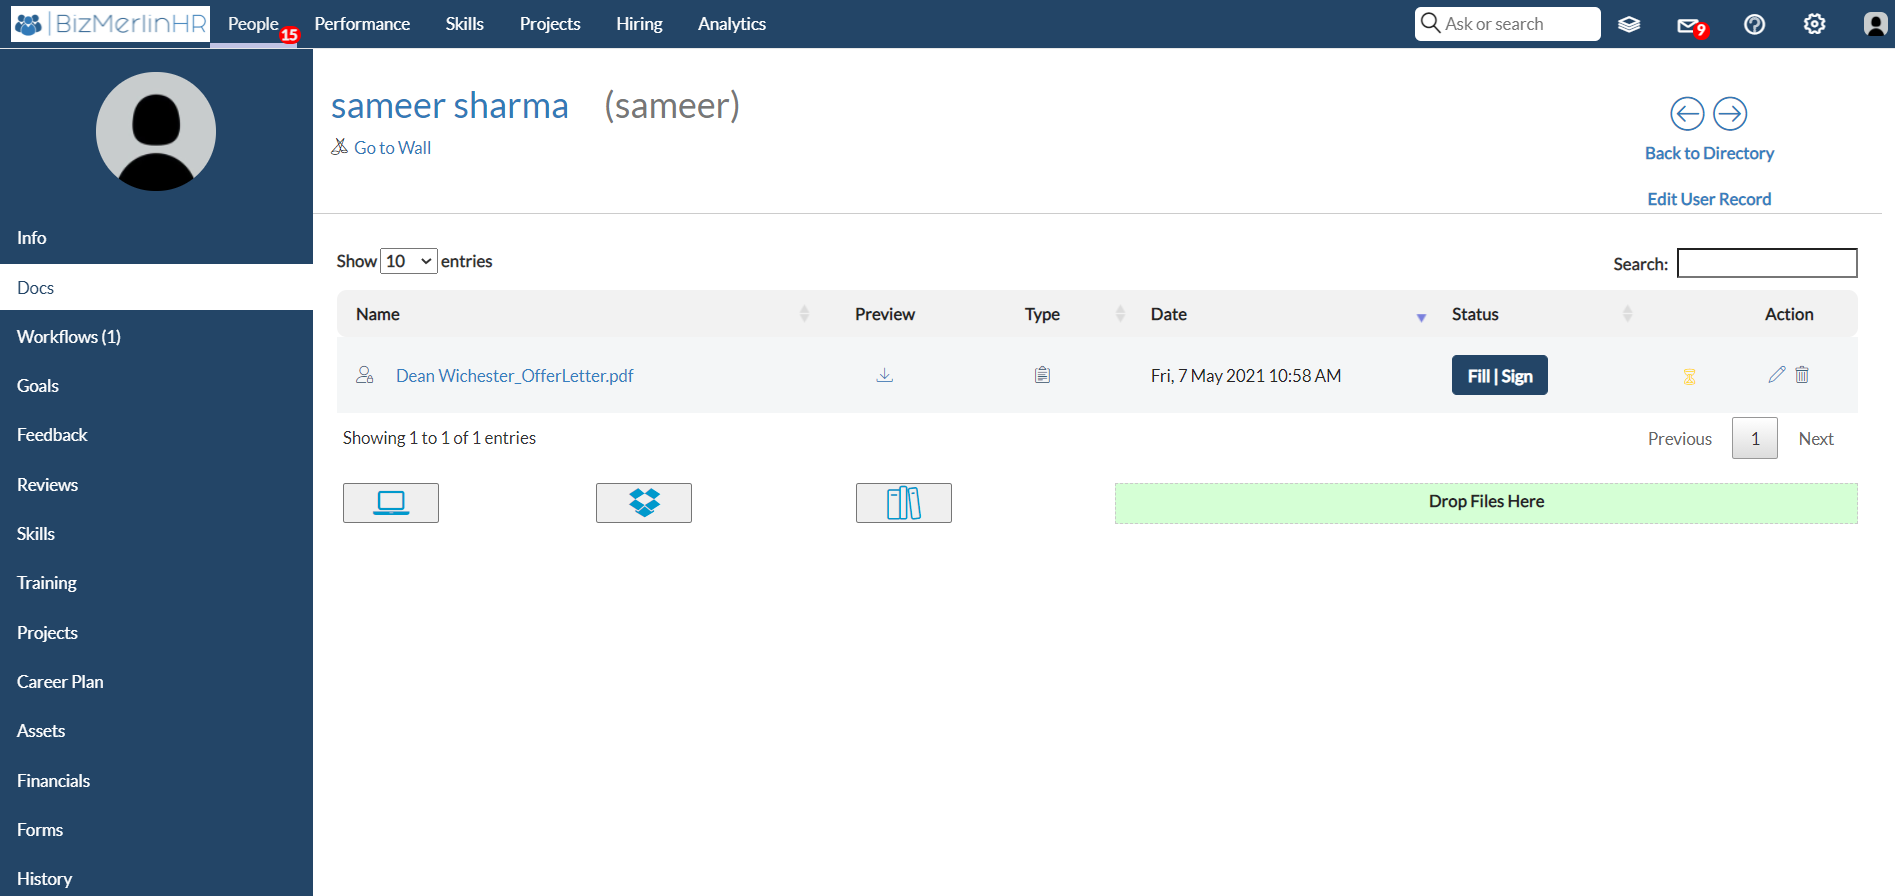 BizMerlinHR People 15 Performance Skills Projects Hiring Analytics Ask or search 9
sameer sharma (sameer)
Go to Wall
Back to Directory
Edit User Record
Info
Docs
Workflows (1)
Goals
Feedback
Reviews
Skills
Training
Projects
Career Plan
Assets
Financials
Forms
History
Show 10 entries Search:
Name Preview Type Date Status Action
Dean Wichester_OfferLetter.pdf Fri, 7 May 2021 10:58 AM Fill | Sign
Showing 1 to 1 of 1 entries Previous 1 Next
Drop Files Here